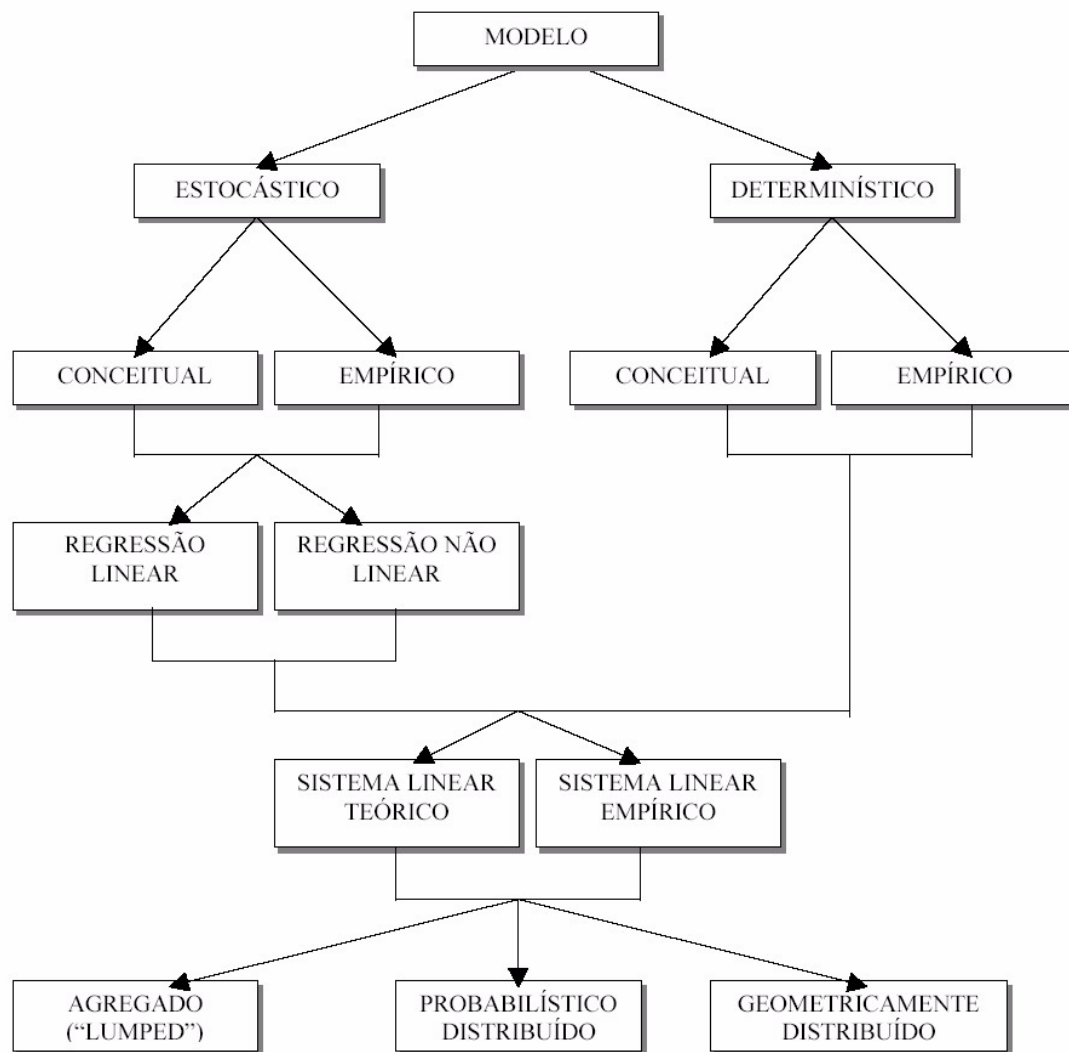 MODELO
ESTOCÁSTICO
DETERMINÍSTICO
CONCEITUAL
EMPÍRICO
CONCEITUAL
EMPÍRICO
REGRESSÃO
LINEAR
REGRESSÃO NÃO
LINEAR
SISTEMA LINEAR
TEÓRICO
SISTEMA LINEAR
EMPÍRICO
AGREGADO
(“LUMPED”)
PROBABILÍSTICO
DISTRIBUÍDO
GEOMETRICAMENTE
DISTRIBUÍDO